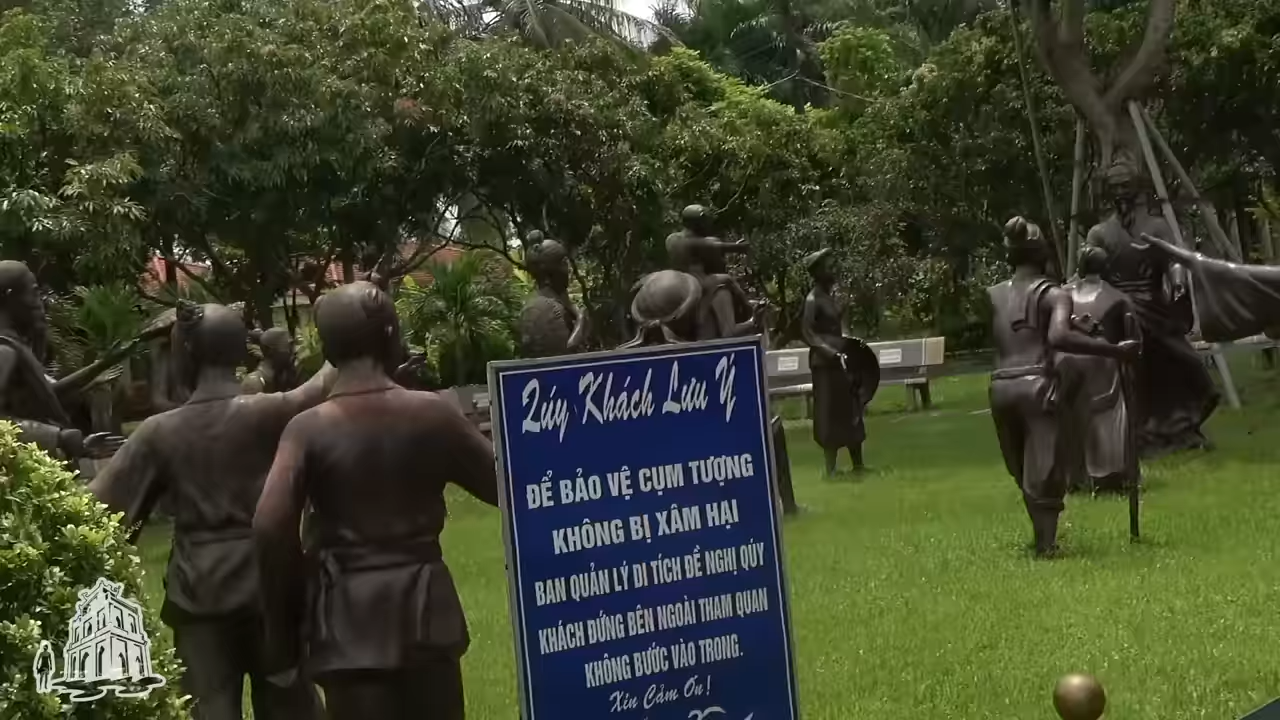 Qúy Khách Lưu Ý
ĐỂ BẢO VỆ CỤM TƯỢNG
KHÔNG BỊ XÂM HẠI
BAN QUẢN LÝ DI TÍCH ĐỀ NGHỊ QÚY
KHÁCH ĐỨNG BÊN NGOÀI THAM QUAN
KHÔNG BƯỚC VÀO TRONG.
Xin Cảm Ơn!